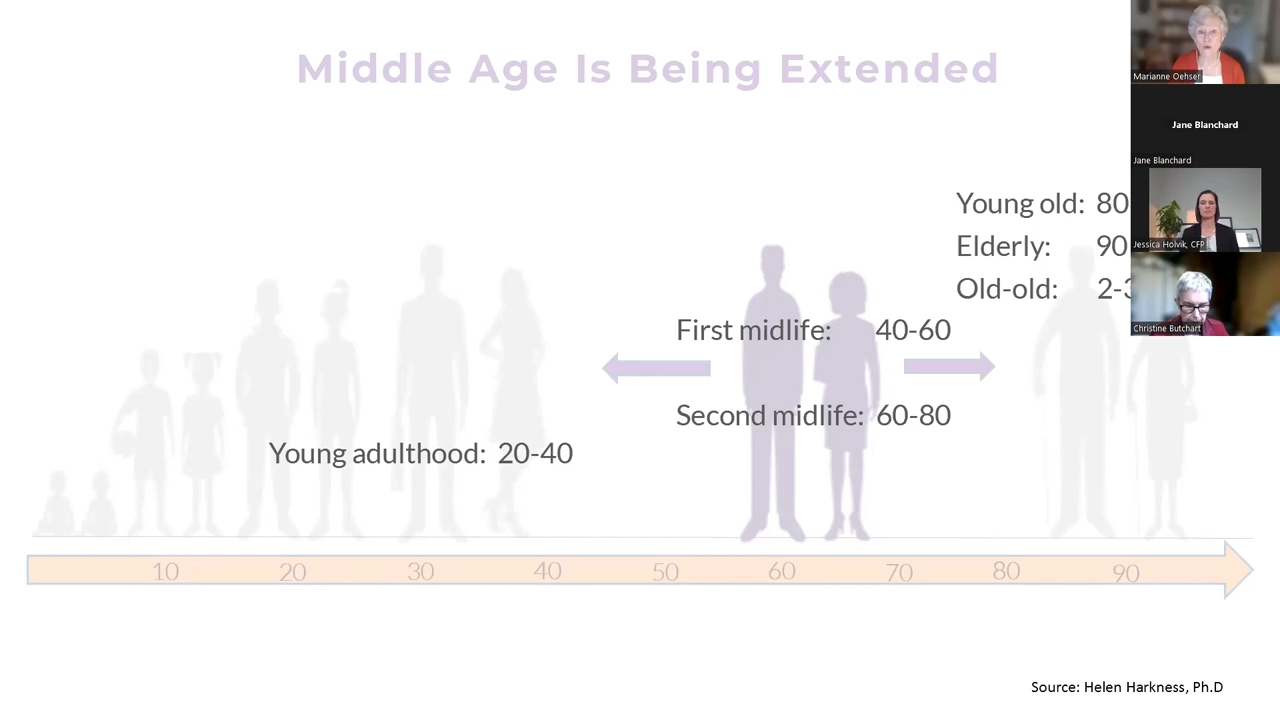 Middle Age Is Being Extended
Marianne Oehser
Jane Blanchard
Jane Blanchard
Jessica Holvik, CFP
Christine Butchart
Young old: 80
Elderly: 90
Old-old: 2-
First midlife: 40-60
Second midlife: 60-80
Young adulthood: 20-40
10 20 30 40 50 60 70 80 90
Source: Helen Harkness, Ph.D